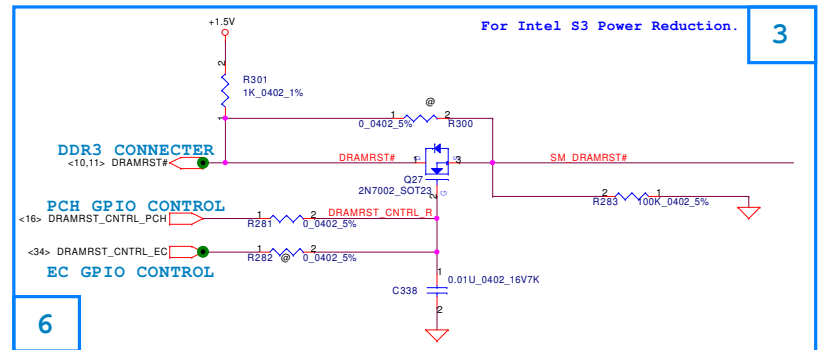 +1.5V
For Intel S3 Power Reduction.
3
2
R301
1K_0402_1%
1
@
1
2
0_0402_5%
R300
DDR3 CONNECTER
<10,11> DRAMRST#
DRAMRST#
1
D
S
3
SM_DRAMRST#
Q27
2N7002_SOT23
2
G
2
1
R283
100K_0402_5%
PCH GPIO CONTROL
<16> DRAMRST_CNTRL_PCH
1
2
DRAMRST_CNTRL_R
R281
0_0402_5%
<34> DRAMRST_CNTRL_EC
1
2
R282
@
0_0402_5%
EC GPIO CONTROL
1
0.01U_0402_16V7K
C338
2
6